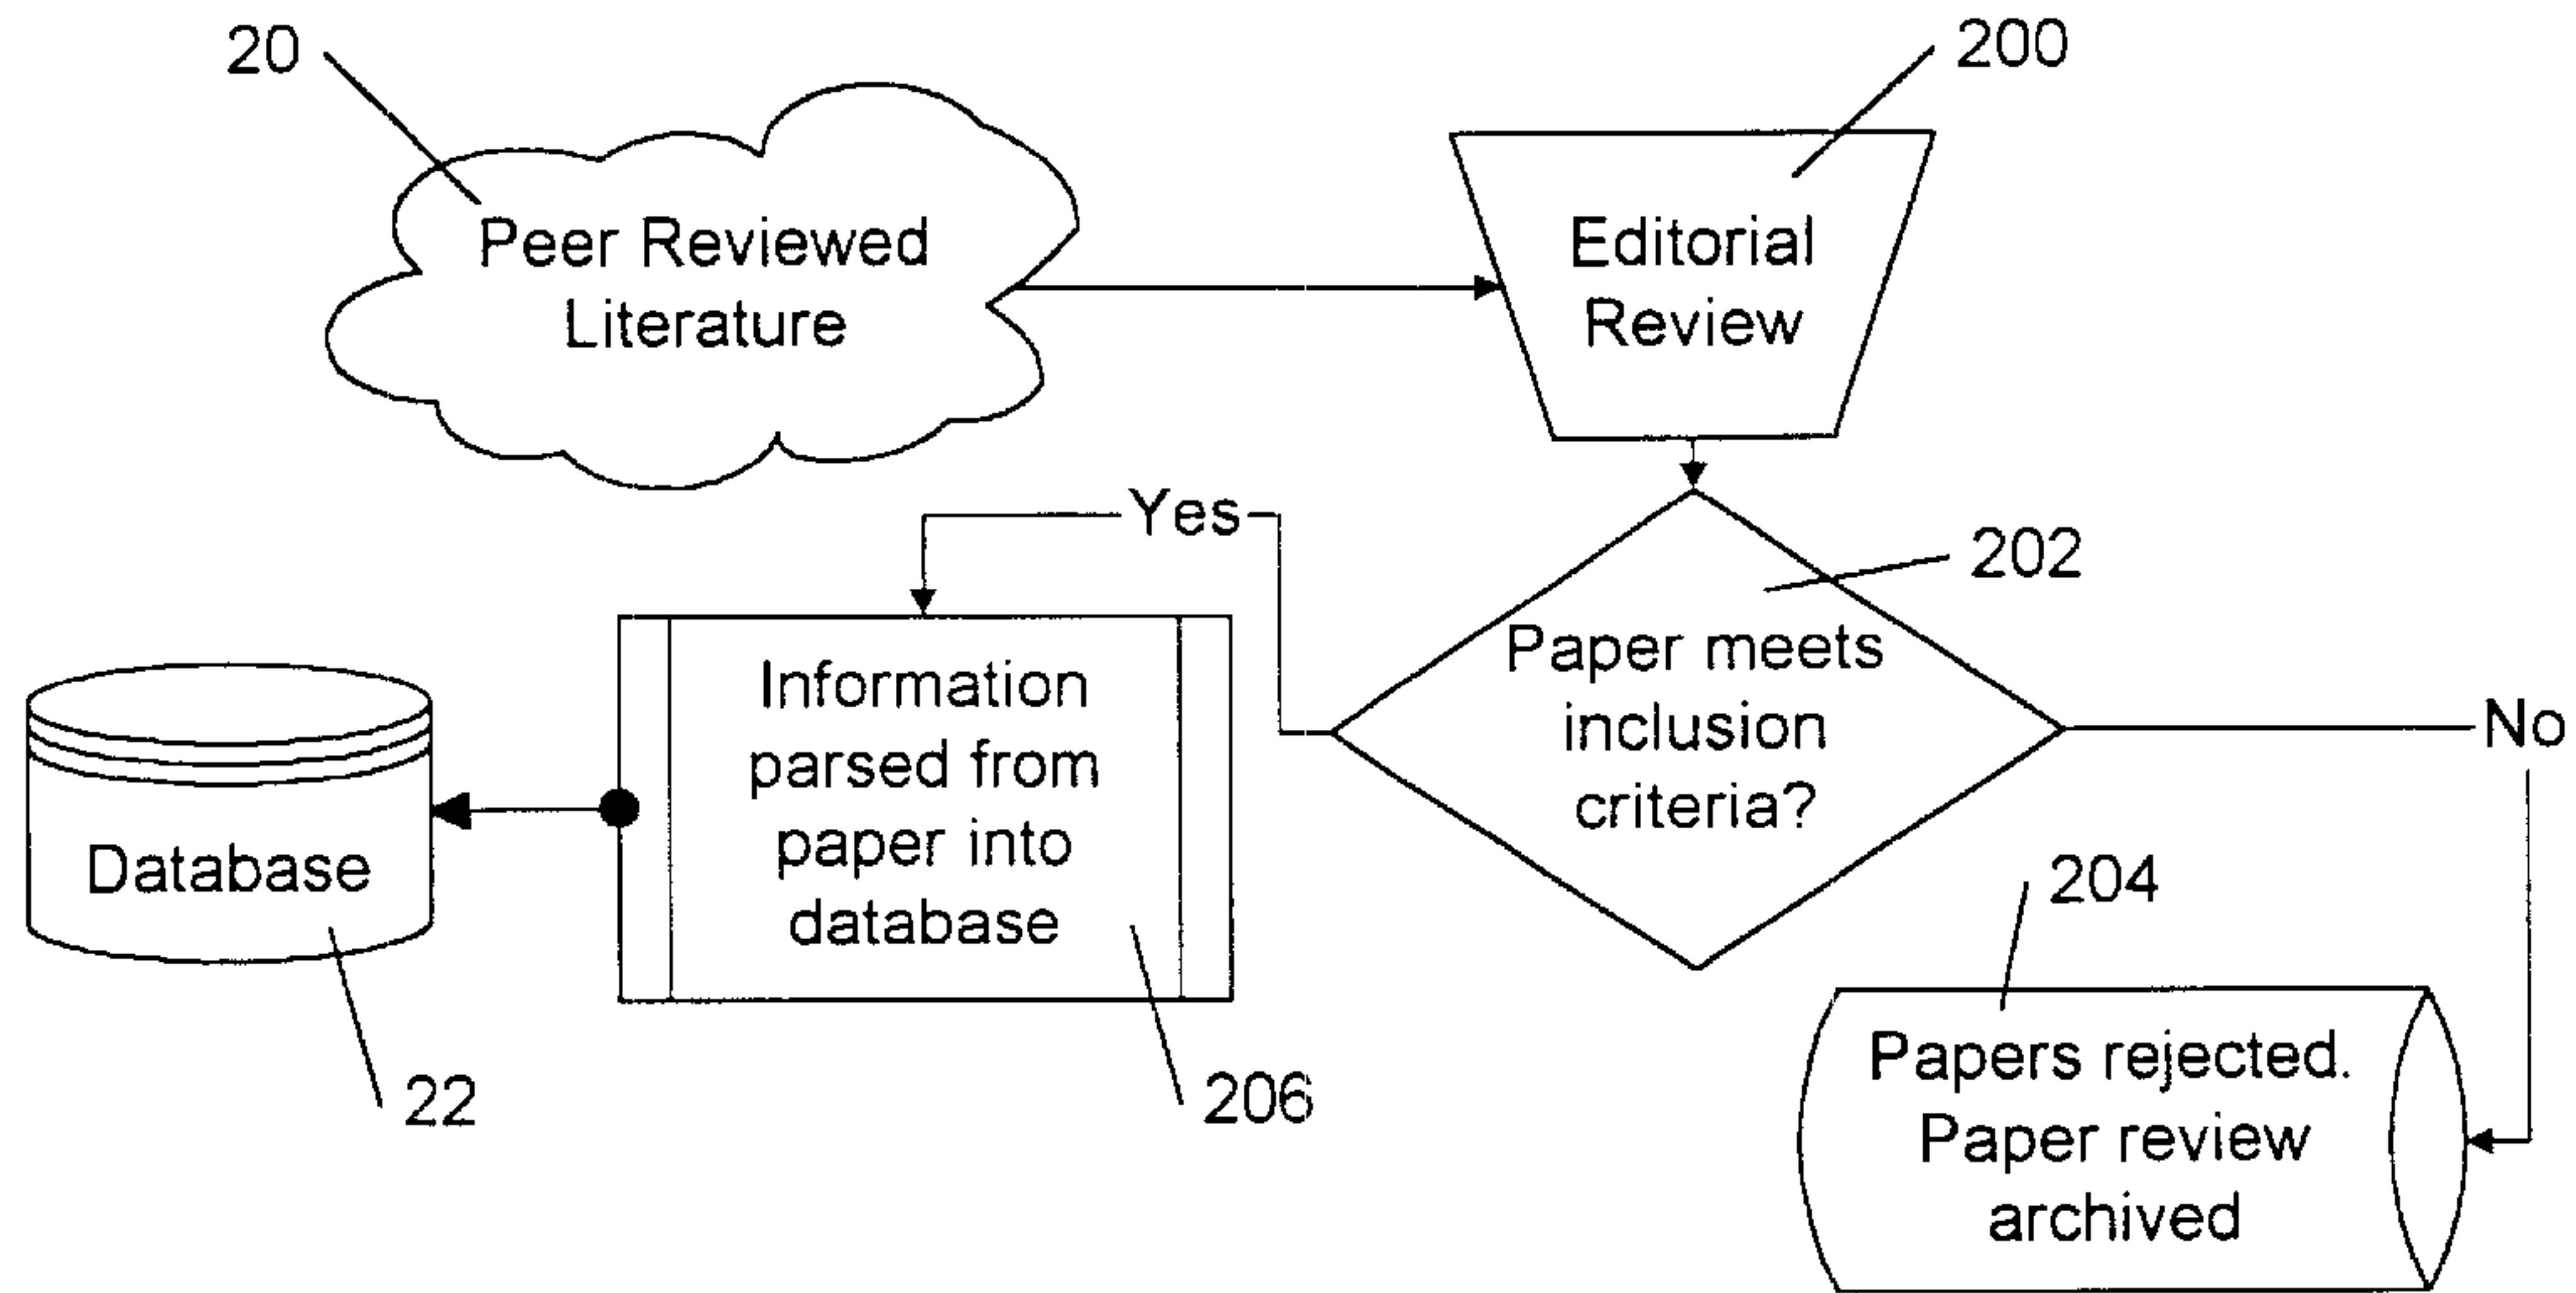 20
200
Peer Reviewed
Literature
Editorial
Review
Yes
202
Paper meets
inclusion
criteria?
No
Information
parsed from
paper into
database
Database
204
Papers rejected.
Paper review
archived
22
206